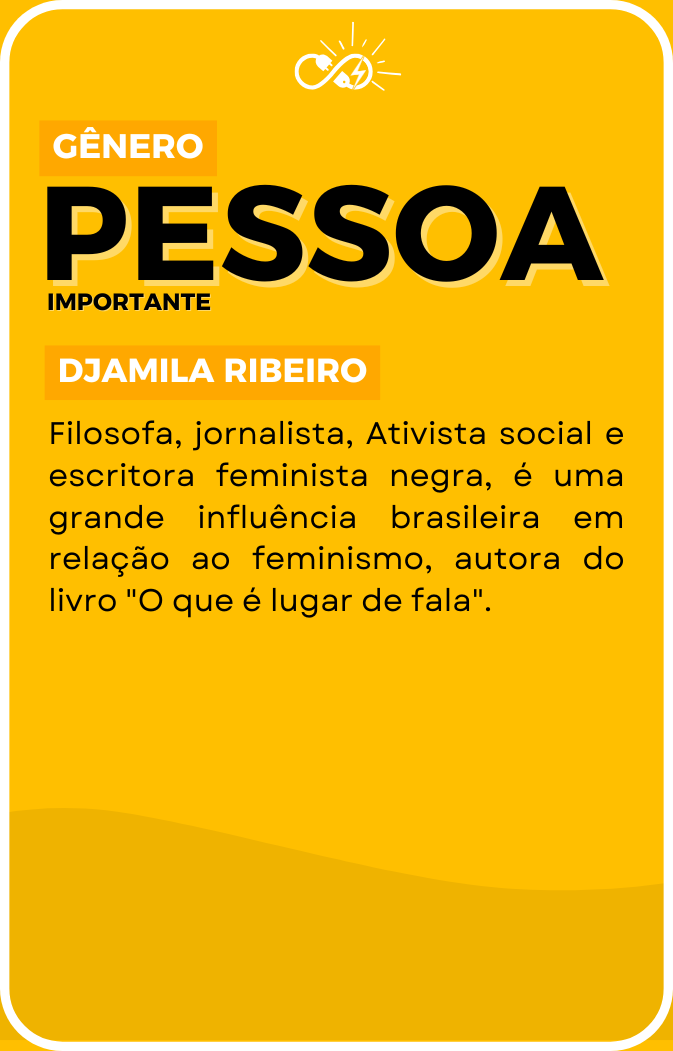 GÊNERO
PESSOA
IMPORTANTE
DJAMILA RIBEIRO
Filosofa, jornalista, Ativista social e
escritora feminista negra, é uma
grande influência brasileira em
relação ao feminismo, autora do
livro "O que é lugar de fala".